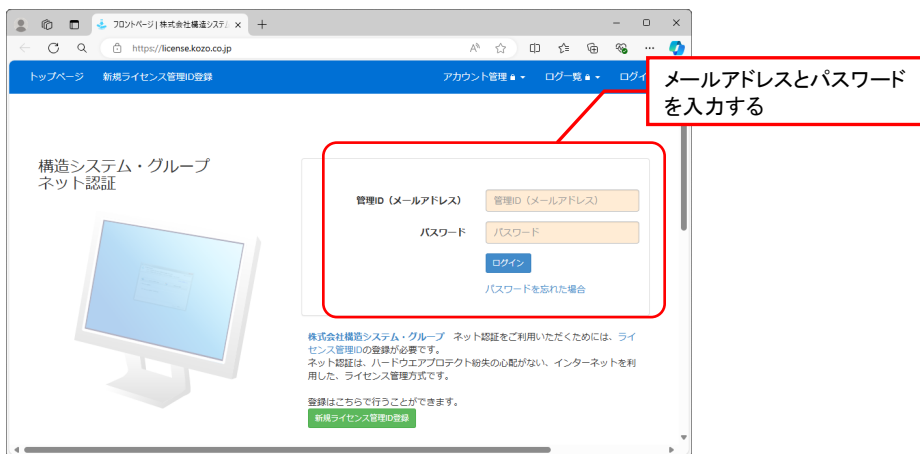 フロントページ | 株式会社構造システ
https://license.kozo.co.jp
トップページ 新規ライセンス管理ID登録 アカウント管理 ログ一覧 ログイ
メールアドレスとパスワード
を入力する
構造システム・グループ
ネット認証
管理ID（メールアドレス） 管理ID（メールアドレス）
パスワード パスワード
ログイン
パスワードを忘れた場合
株式会社構造システム・グループ ネット認証をご利用いただくためには、ライ
センス管理IDの登録が必要です。
ネット認証は、ハードウエアプロテクト紛失の心配がない、インターネットを利
用した、ライセンス管理方式です。
登録はこちらで行うことができます。
新規ライセンス管理ID登録